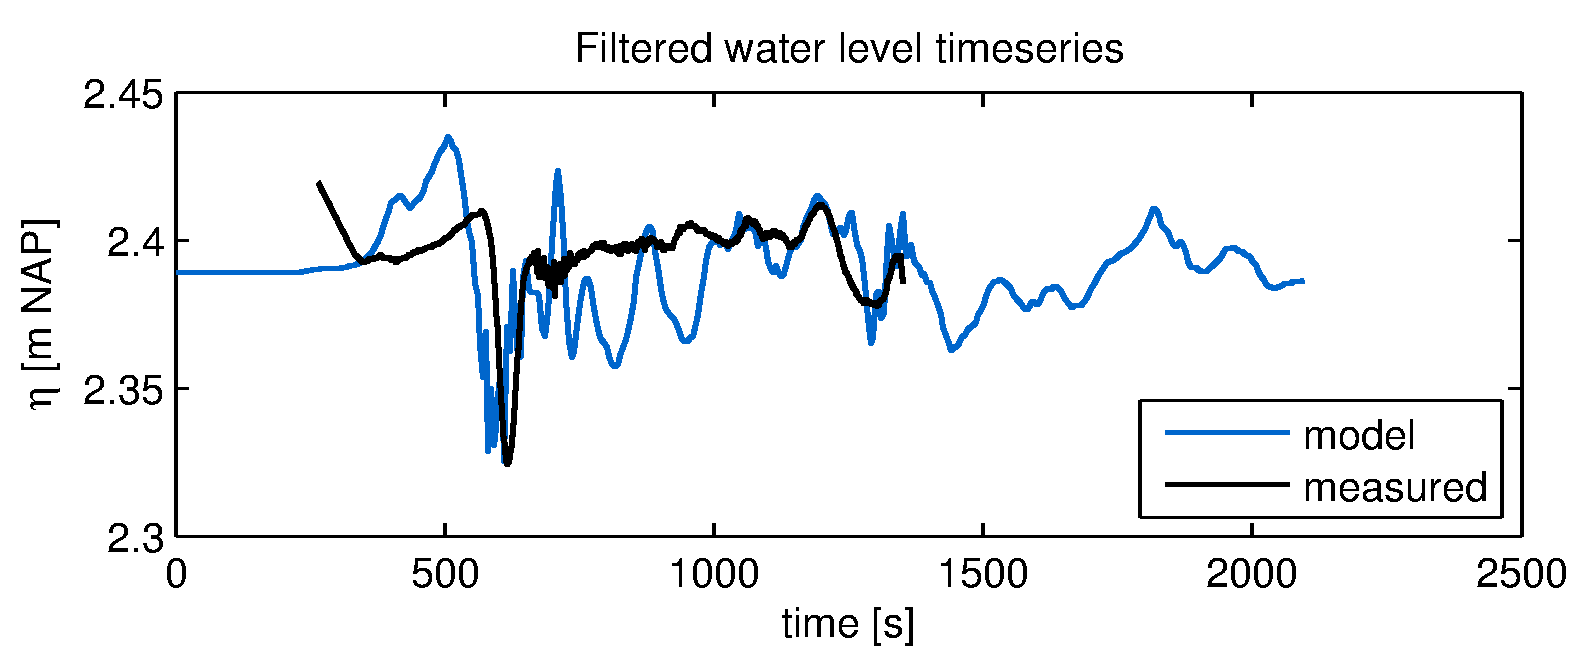 Filtered water level timeseries
2.45
2.4
2.35
2.3
η [m NAP]
model
measured
0 500 1000 1500 2000 2500
time [s]